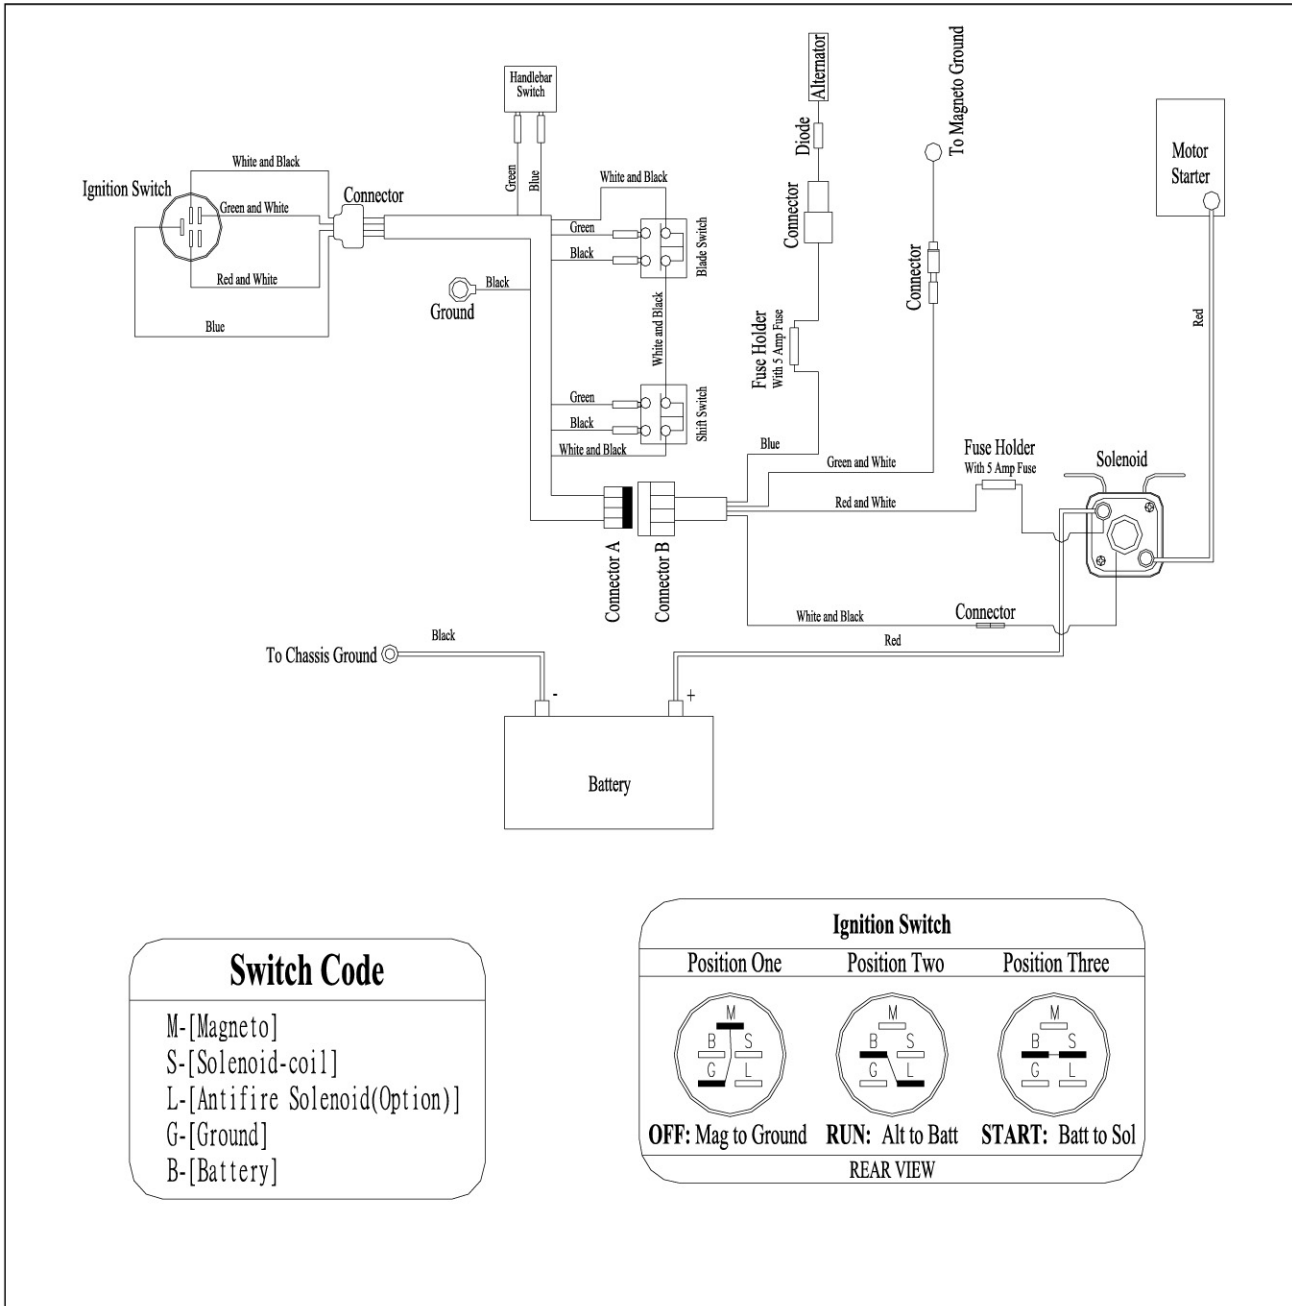 Handlebar
Switch
Alternator
Diode
Connector
To Magneto Ground
Connector
Motor
Starter
Red
White and Black
Ignition Switch
Green and White
Red and White
Blue
Connector
Green
Blue
White and Black
Green
Black
Blade Switch
Black
Ground
White and Black
Green
Black
Shift Switch
White and Black
Fuse Holder
With 5 Amp Fuse
Blue
Green and White
Red and White
Fuse Holder
With 5 Amp Fuse
Solenoid
Connector A
Connector B
White and Black
Connector
Red
Black
To Chassis Ground
-
+
Battery
Switch Code
M-[Magneto]
S-[Solenoid-coil]
L-[Antifire Solenoid(Option)]
G-[Ground]
B-[Battery]
Ignition Switch
Position One
Position Two
Position Three
M
B S
G L
M
B S
G L
M
B S
G L
OFF: Mag to Ground
RUN: Alt to Batt
START: Batt to Sol
REAR VIEW